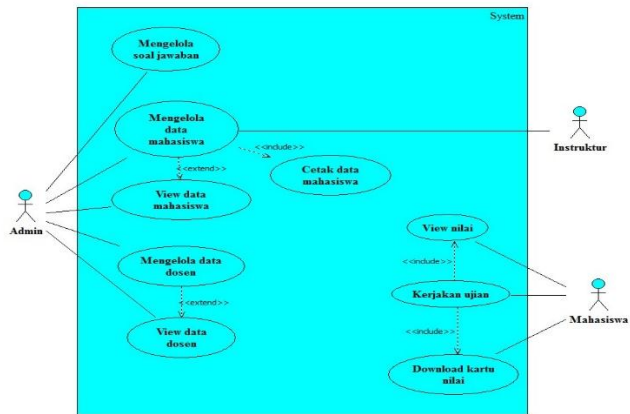 System
Mengelola
soal jawaban
Mengelola
data
mahasiswa
<<include>>
Instruktur
<<extend>>
Cetak data
mahasiswa
View data
mahasiswa
Admin
View nilai
Mengelola data
dosen
<<include>>
<<extend>>
Kerjakan ujian
Mahasiswa
View data
dosen
<<include>>
Download kartu
nilai